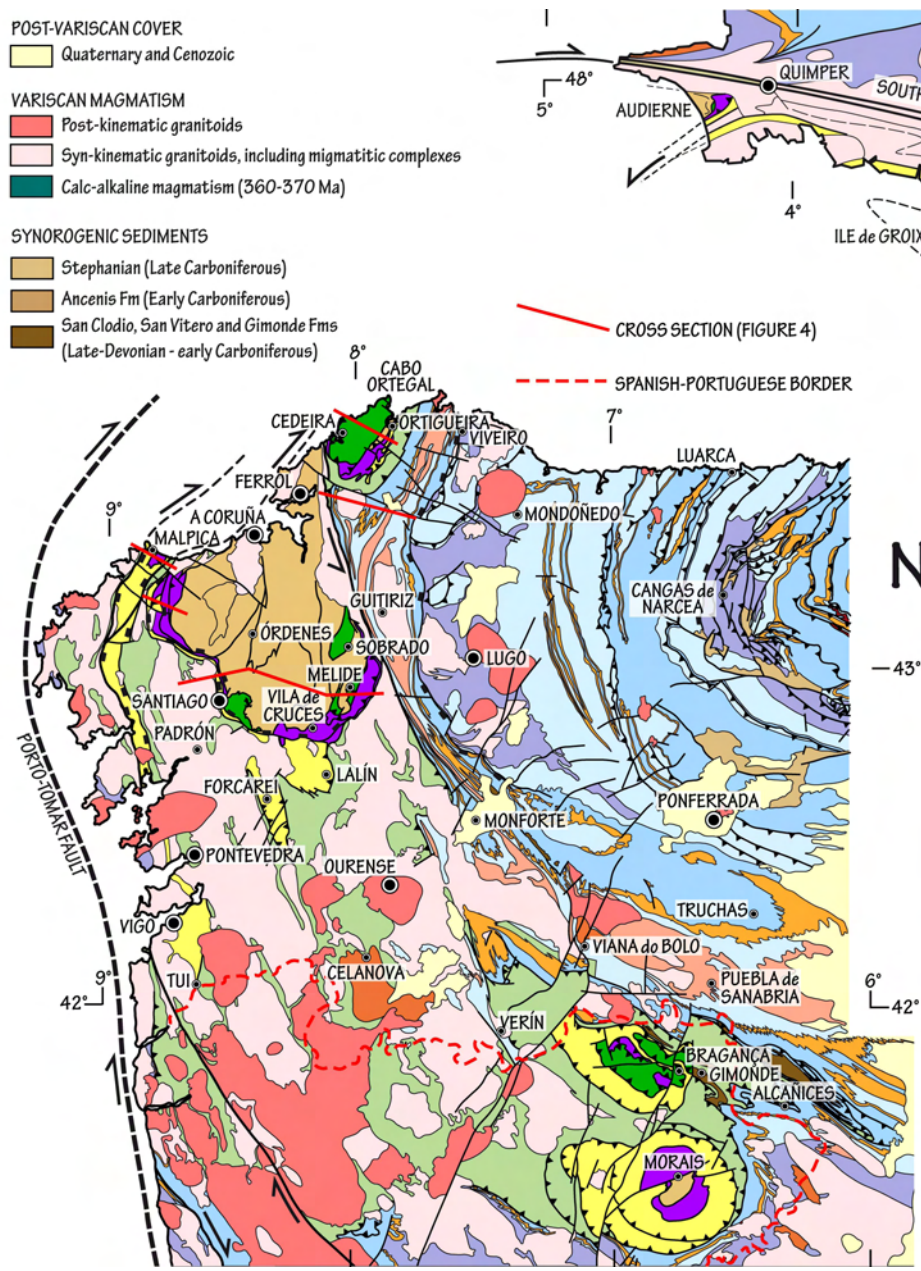 POST-VARISCAN COVER
Quaternary and Cenozoic
VARISCAN MAGMATISM
Post-kinematic granitoids
Syn-kinematic granitoids, including migmatitic complexes
Calc-alkaline magmatism (360-370 Ma)
SYNOROGENIC SEDIMENTS
Stephanian (Late Carboniferous)
Ancenis Fm (Early Carboniferous)
San Clodio, San Vitero and Gimonde Fms
(Late-Devonian - early Carboniferous)
48°
5°
QUIMPER
SOUTH
AUDIERNE
4°
ILE de GROIX
CROSS SECTION (FIGURE 4)
SPANISH-PORTUGUESE BORDER
8°
CABO
ORTEGAL
CEDEIRA
ORTIGUEIRA
VIVEIRO
7°
LUARCA
FERROL
9°
A CORUÑA
MALPICA
MONDOÑEDO
N
CANGAS de
NARCEA
GUITIRIZ
ÓRDENES
SOBRADO
LUGO
43°
MELIDE
SANTIAGO
VILA de
CRUCES
PADRÓN
PORTO-TOMAR FAULT
LALÍN
FORCAREI
MONFORTE
PONFERRADA
PONTEVEDRA
OURENSE
TRUCHAS
VIGO
VIANA do BOLO
CELANOVA
TUI
PUEBLA de
SANABRIA
9°
42°
6°
42°
VERÍN
BRAGANÇA
GIMONDE
ALCAÑICES
MORAIS